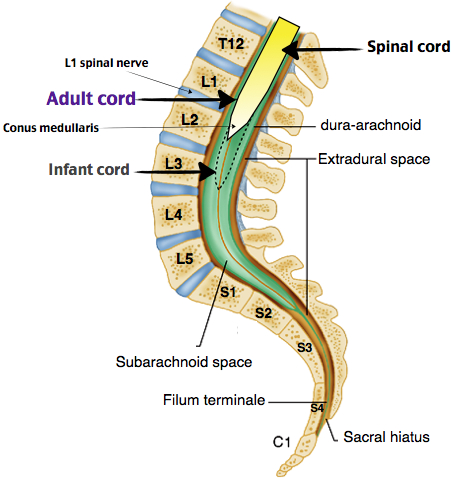 T12
Spinal cord
L1 spinal nerve
L1
Adult cord
L2
Conus medullaris
dura-arachnoid
L3
Extradural space
Infant cord
L4
L5
S1
S2
S3
Subarachnoid space
Filum terminale
S4
C1
Sacral hiatus